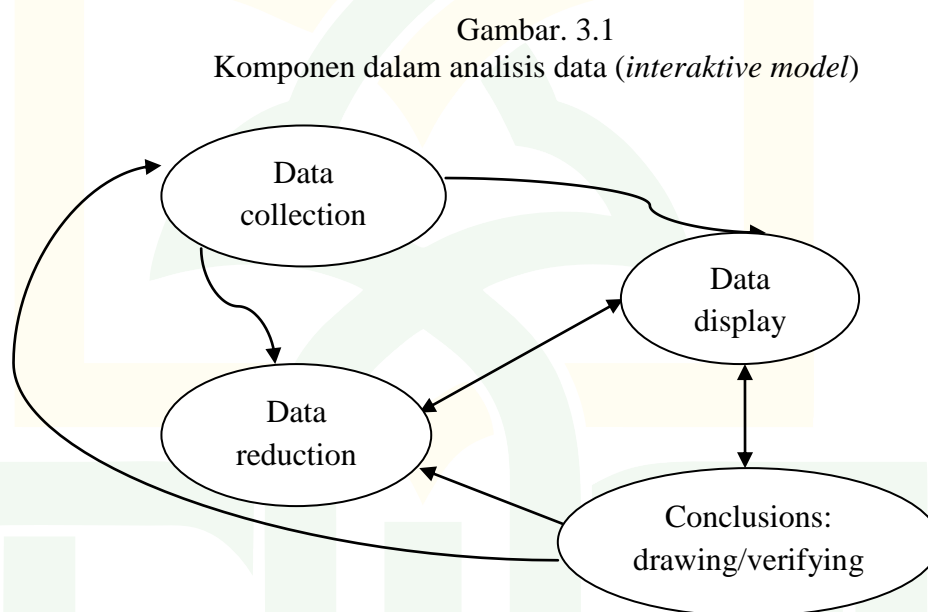 Gambar. 3.1
Komponen dalam analisis data (interaktive model)
Data
collection
Data
display
Data
reduction
Conclusions:
drawing/verifying